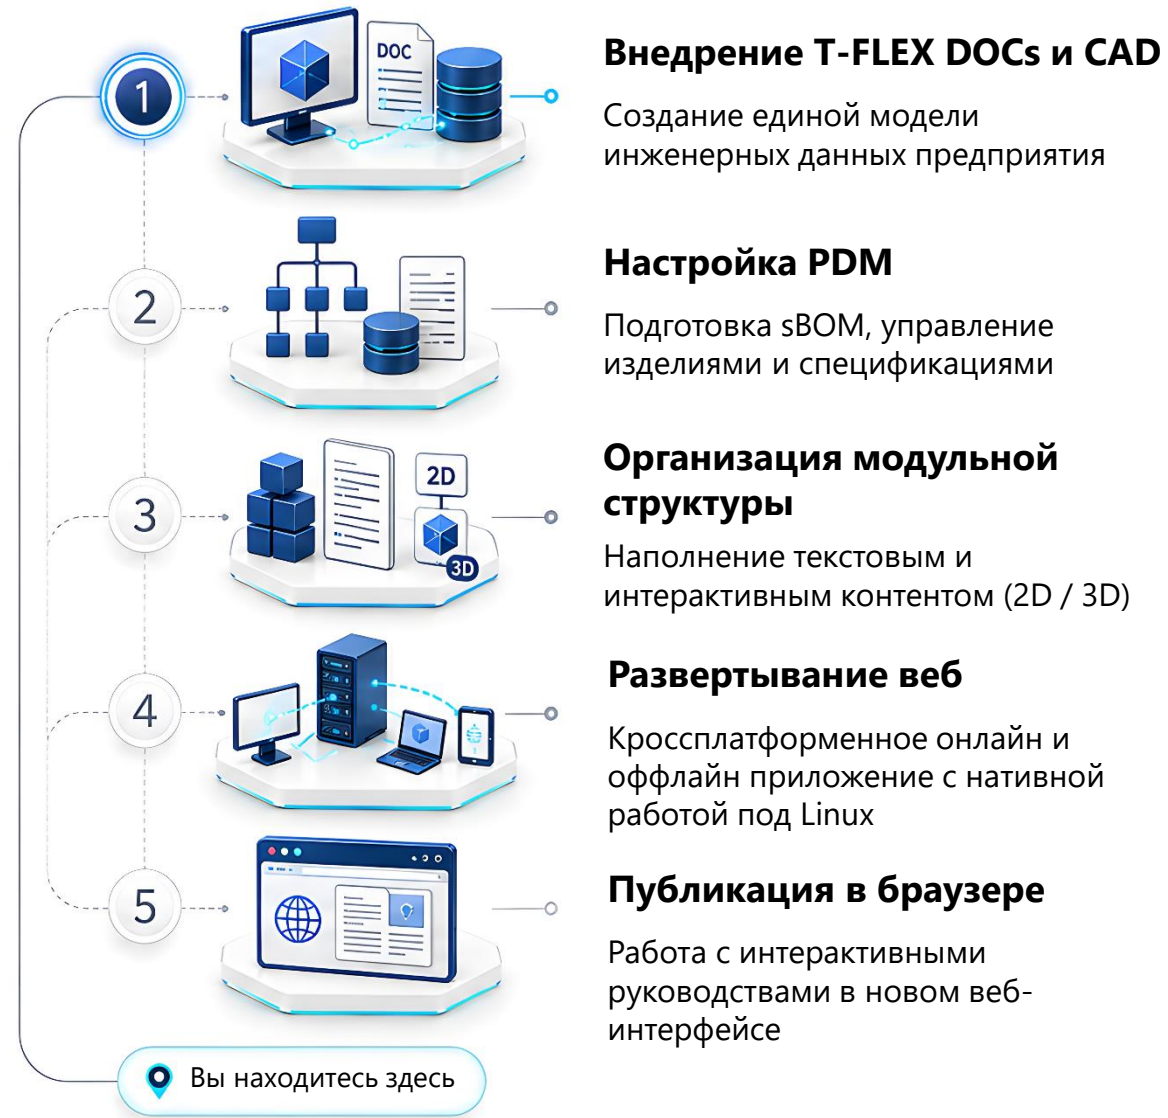 1
DOC
Внедрение T-FLEX DOCs и CAD
Создание единой модели
инженерных данных предприятия
2
Настройка PDM
Подготовка sBOM, управление
изделиями и спецификациями
3
2D
3D
Организация модульной
структуры
Наполнение текстовым и
интерактивным контентом (2D / 3D)
4
Развертывание веб
Кроссплатформенное онлайн и
оффлайн приложение с нативной
работой под Linux
5
Публикация в браузере
Работа с интерактивными
руководствами в новом веб-
интерфейсе
Вы находитесь здесь